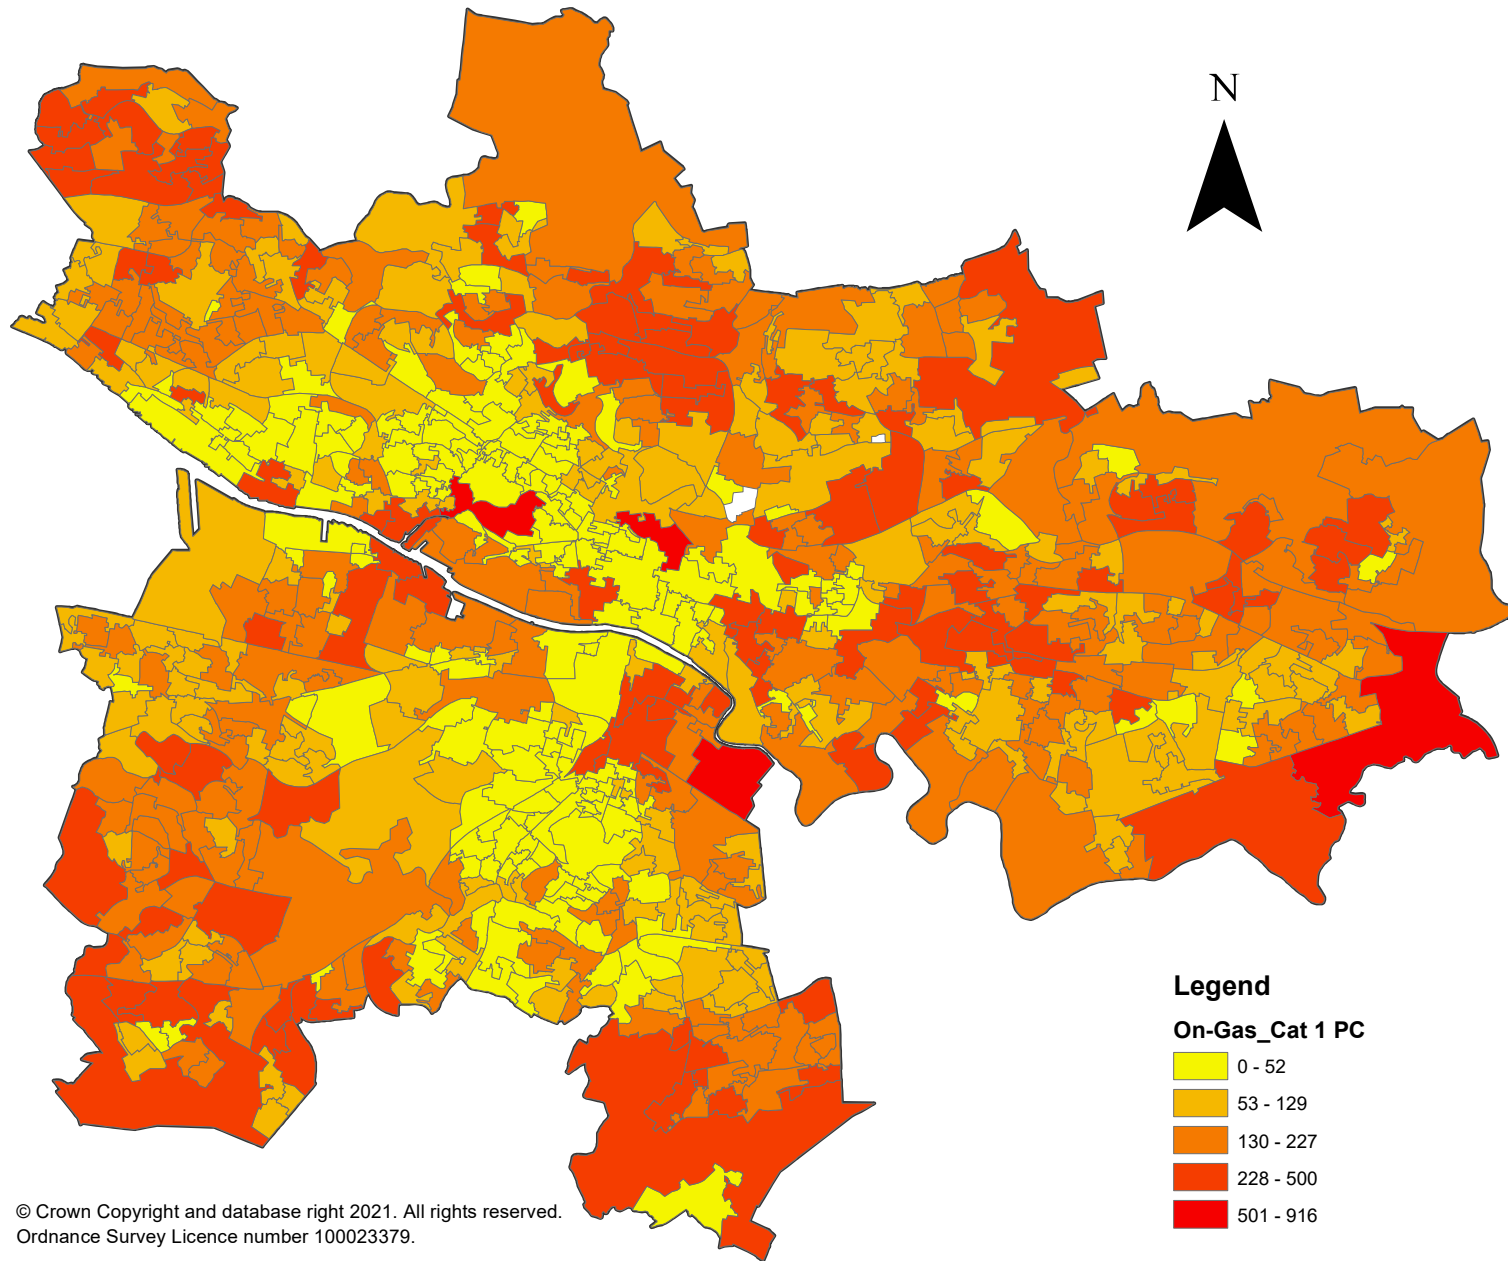 N
Legend
On-Gas_Cat 1 PC
0 - 52
53 - 129
130 - 227
228 - 500
501 - 916
© Crown Copyright and database right 2021. All rights reserved.
Ordnance Survey Licence number 100023379.